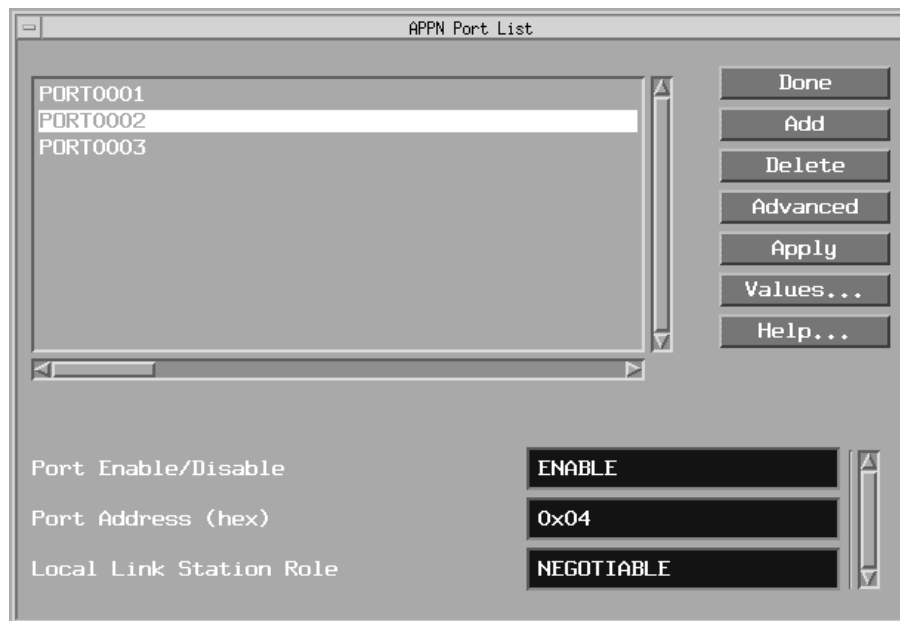 APPN Port List
PORT0001
PORT0002
PORT0003
Done
Add
Delete
Advanced
Apply
Values...
Help...
Port Enable/Disable
ENABLE
Port Address (hex)
0x04
Local Link Station Role
NEGOTIABLE